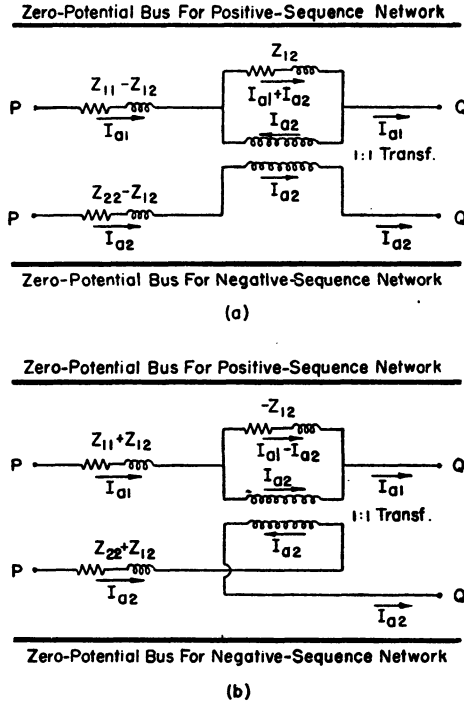 Zero-Potential Bus For Positive-Sequence Network
Z12
Z11 −Z12
P
Ia1+Ia2
Q
Ia1
Ia2
Ia1
1:1 Transf.
Z22−Z12
Ia2
P
Q
Ia2
Ia2
Zero-Potential Bus For Negative-Sequence Network
(a)
Zero-Potential Bus For Positive-Sequence Network
-Z12
Z11+Z12
Ia1−Ia2
P
Q
Ia1
Ia2
Ia1
1:1 Transf.
Z22+Z12
Ia2
P
Ia2
Q
Ia2
Zero-Potential Bus For Negative-Sequence Network
(b)